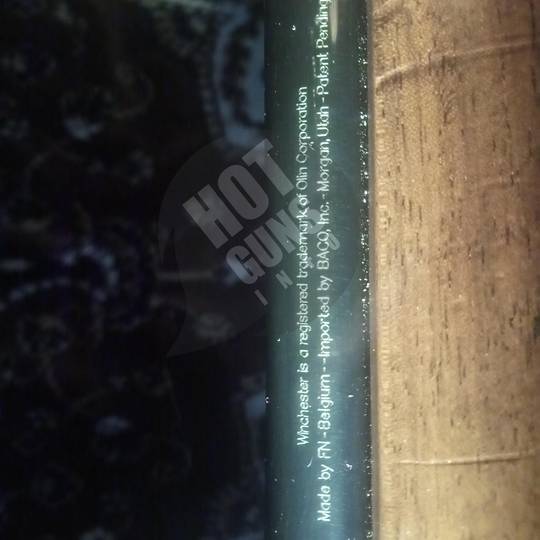 Winchester is a registered trademark of Olin Corporation
Made by FN - Belgium - -Imported by BACO, Inc. - Morgan, Utah - Patent Pending
HOT
GUNS
INFO